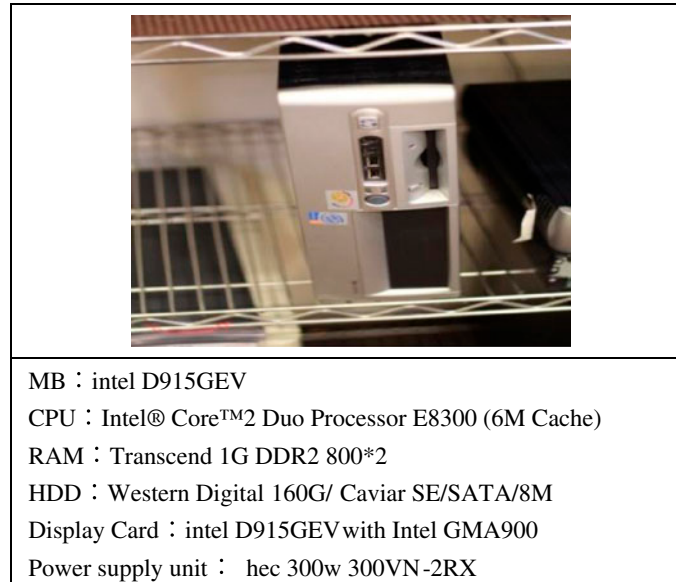 MB：intel D915GEV
CPU：Intel® Core™2 Duo Processor E8300 (6M Cache)
RAM：Transcend 1G DDR2 800*2
HDD：Western Digital 160G/ Caviar SE/SATA/8M
Display Card：intel D915GEV with Intel GMA900
Power supply unit： hec 300w 300VN-2RX